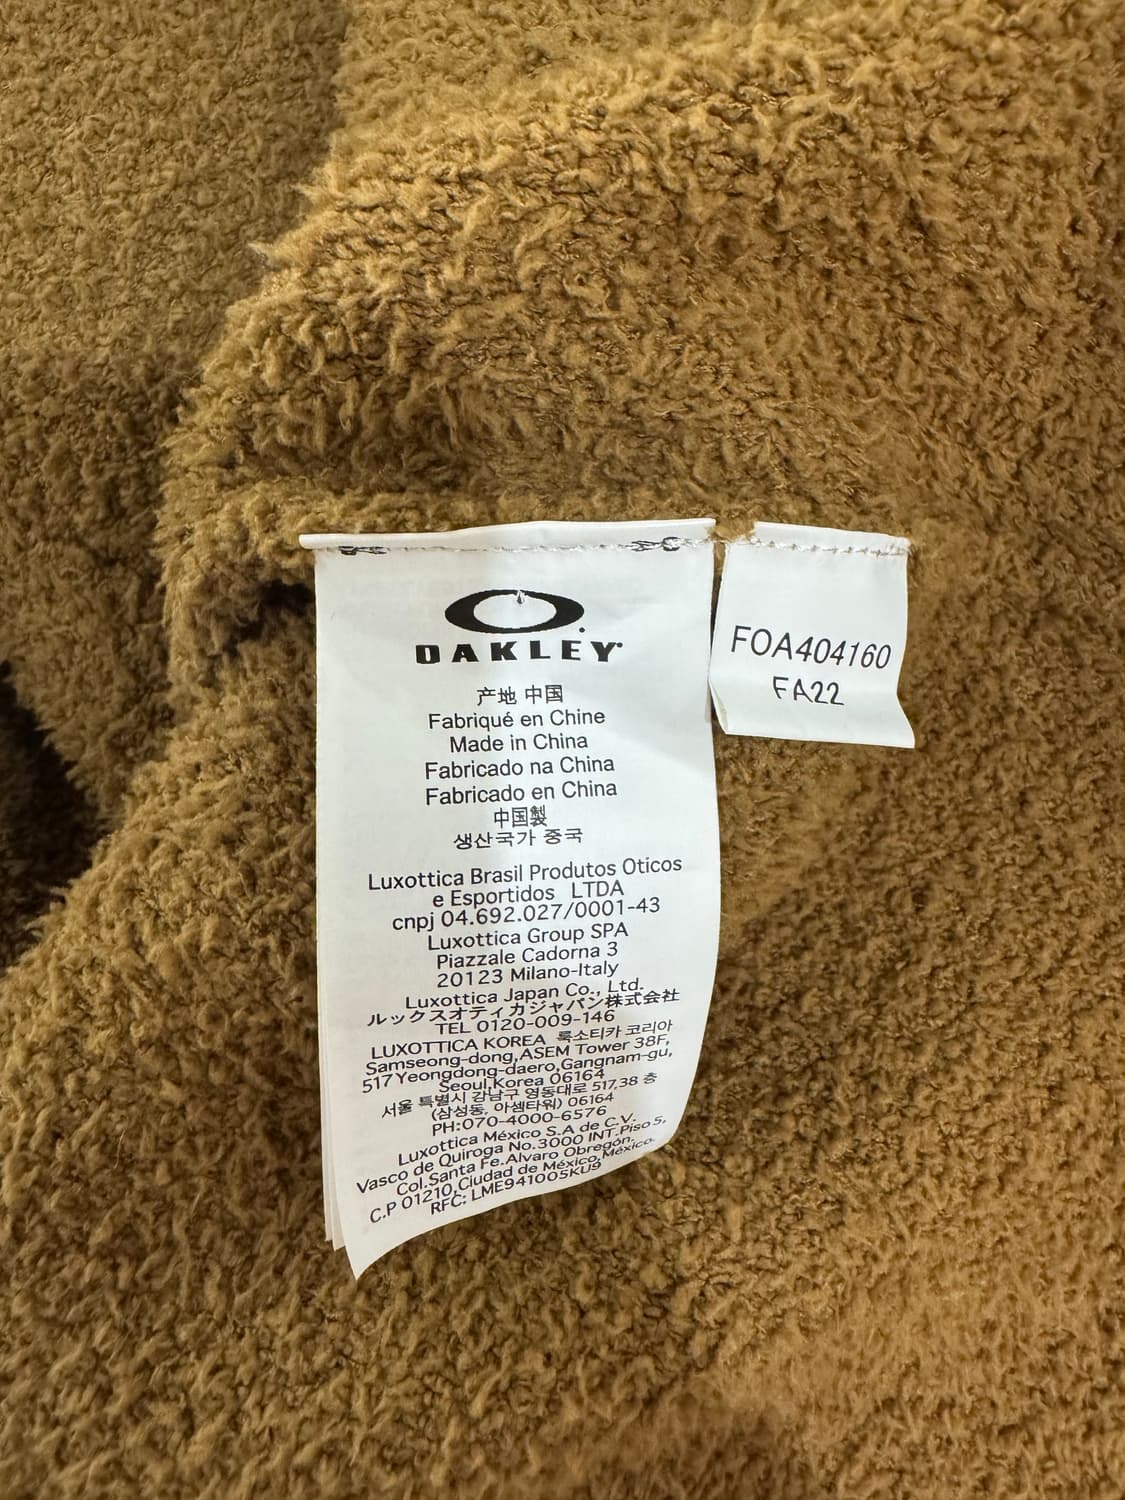 OAKLEY
产地 中国
Fabriqué en Chine
Made in China
Fabricado na China
Fabricado en China
中国製
생산국가 중국
Luxottica Brasil Produtos Oticos
e Esportidos LTDA
cnpj 04.692.027/0001-43
Luxottica Group SPA
Piazzale Cadorna 3
20123 Milano-Italy
Luxottica Japan Co., Ltd.
ルックスオティカジャパン株式会社
TEL 0120-009-146
LUXOTTICA KOREA 룩소티카 코리아
Samseong-dong,ASEM Tower 38F,
517 Yeongdong-daero,Gangnam-gu,
Seoul,Korea 06164
서울 특별시 강남구 영동대로 517,38 층
(삼성동, 아셈타워) 06164
PH:070-4000-6576
Luxottica México S.A de C.V.
Vasco de Quiroga No.3000 INT.Piso 5,
Col.Santa Fe.Alvaro Obregón.
C.P 01210,Ciudad de México,México.
RFC: LME941005KU9
FOA404160
FA22